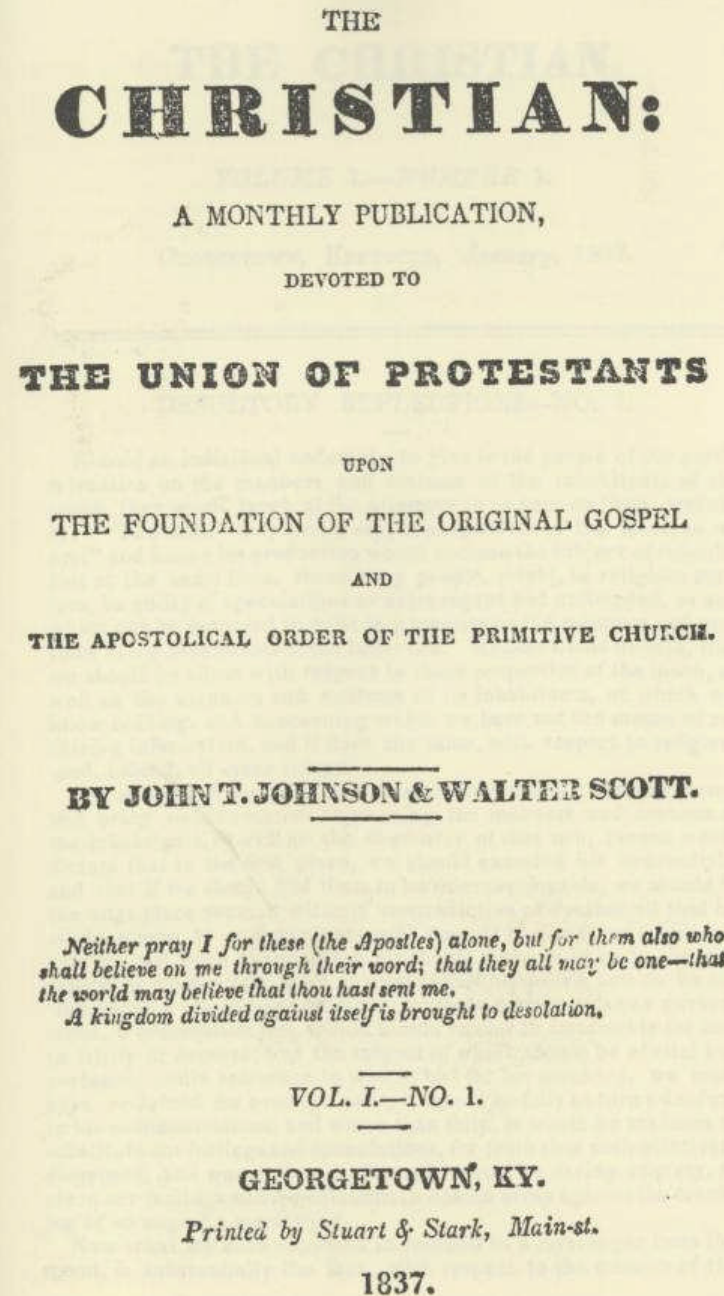 THE
CHRISTIAN:
A MONTHLY PUBLICATION,
DEVOTED TO
THE UNION OF PROTESTANTS
UPON
THE FOUNDATION OF THE ORIGINAL GOSPEL
AND
THE APOSTOLICAL ORDER OF THE PRIMITIVE CHURCH.
BY JOHN T. JOHNSON & WALTER SCOTT.
Neither pray I for these (the Apostles) alone, but for them also who
shall believe on me through their word; that they all may be one—that
the world may believe that thou hast sent me.
A kingdom divided against itself is brought to desolation.
VOL. I.—NO. 1.
GEORGETOWN, KY.
Printed by Stuart & Stark, Main-st.
1837.